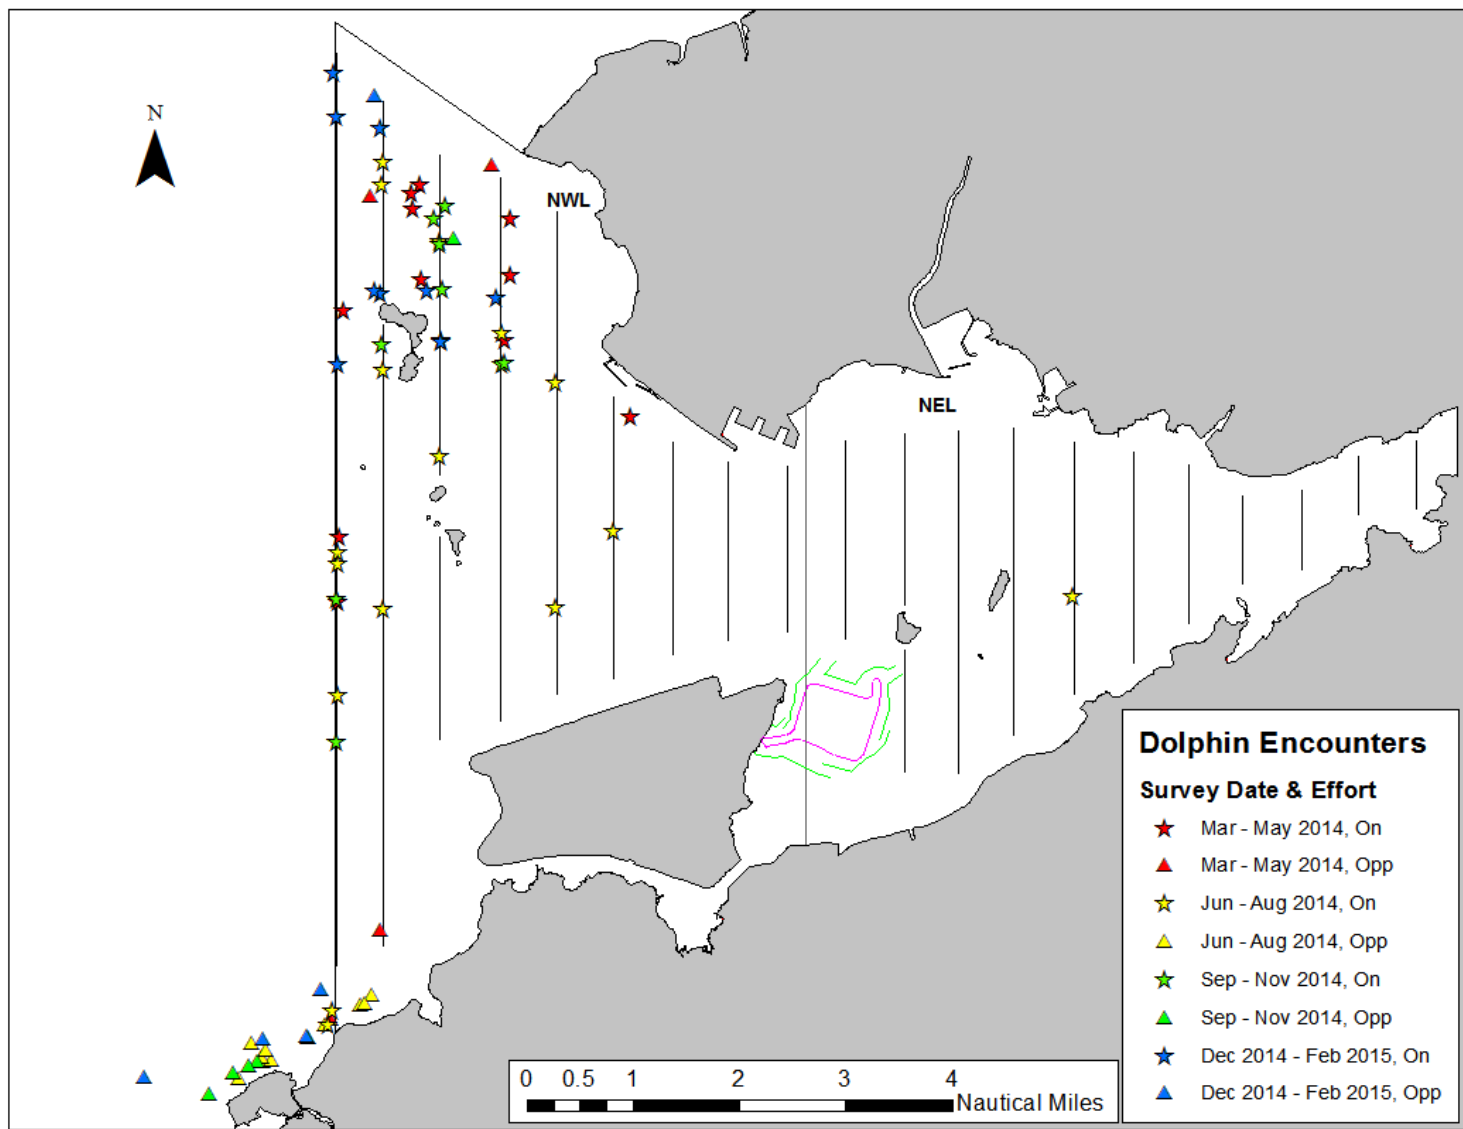 N
NWL
NEL
Dolphin Encounters
Survey Date & Effort
Mar - May 2014, On
Mar - May 2014, Opp
Jun - Aug 2014, On
Jun - Aug 2014, Opp
Sep - Nov 2014, On
Sep - Nov 2014, Opp
Dec 2014 - Feb 2015, On
Dec 2014 - Feb 2015, Opp
0 0.5 1 2 3 4
Nautical Miles